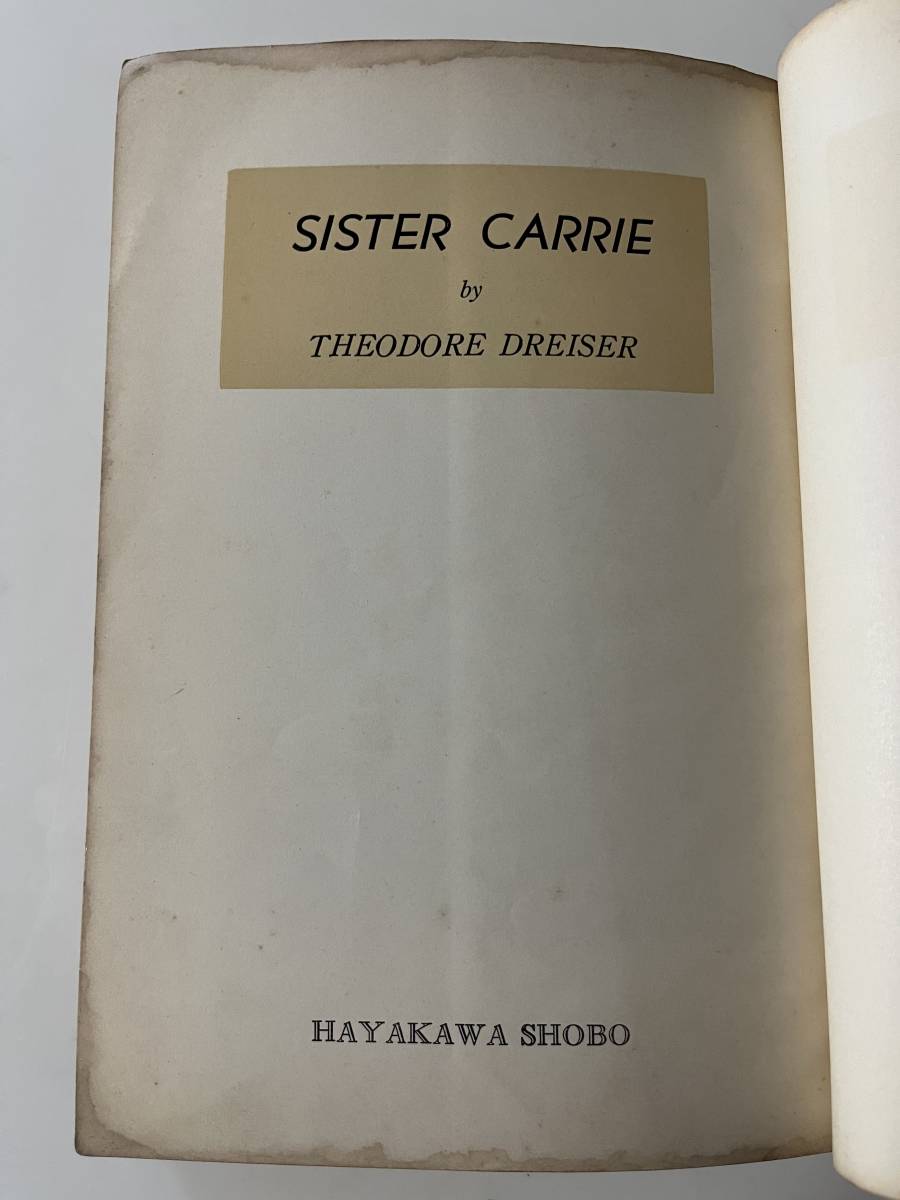 SISTER CARRIE
by
THEODORE DREISER
HAYAKAWA SHOBO